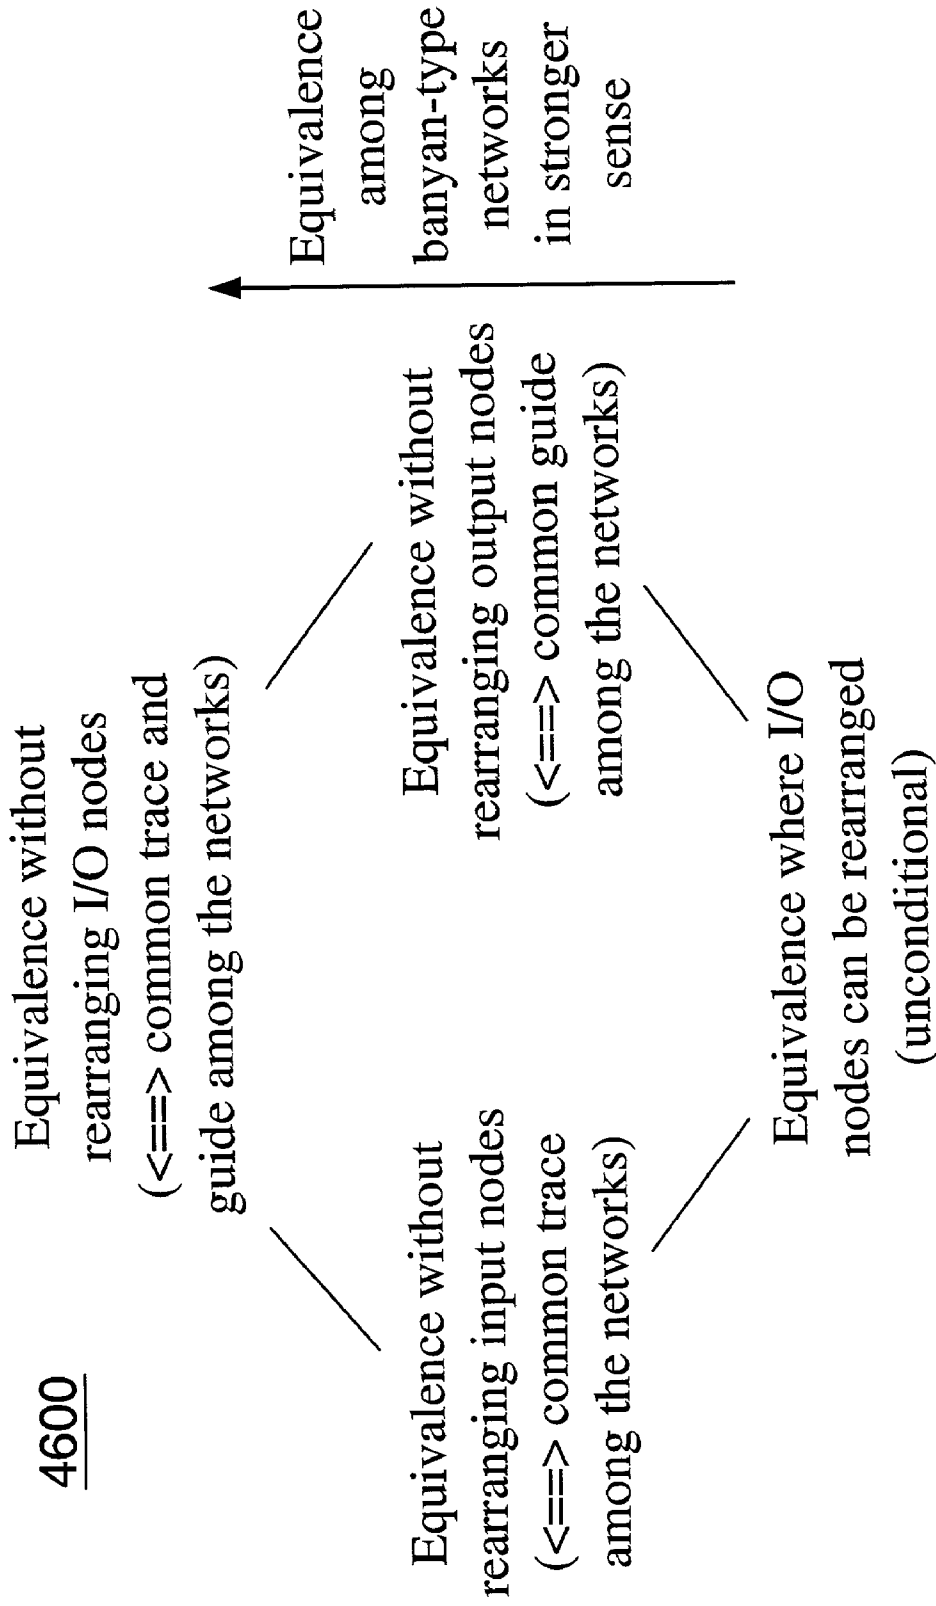 4600
Equivalence without
rearranging I/O nodes
(<==> common trace and
guide among the networks)
Equivalence without
rearranging input nodes
(<==> common trace
among the networks)
Equivalence without
rearranging output nodes
(<==> common guide
among the networks)
Equivalence where I/O
nodes can be rearranged
(unconditional)
Equivalence
among
banyan-type
networks
in stronger
sense